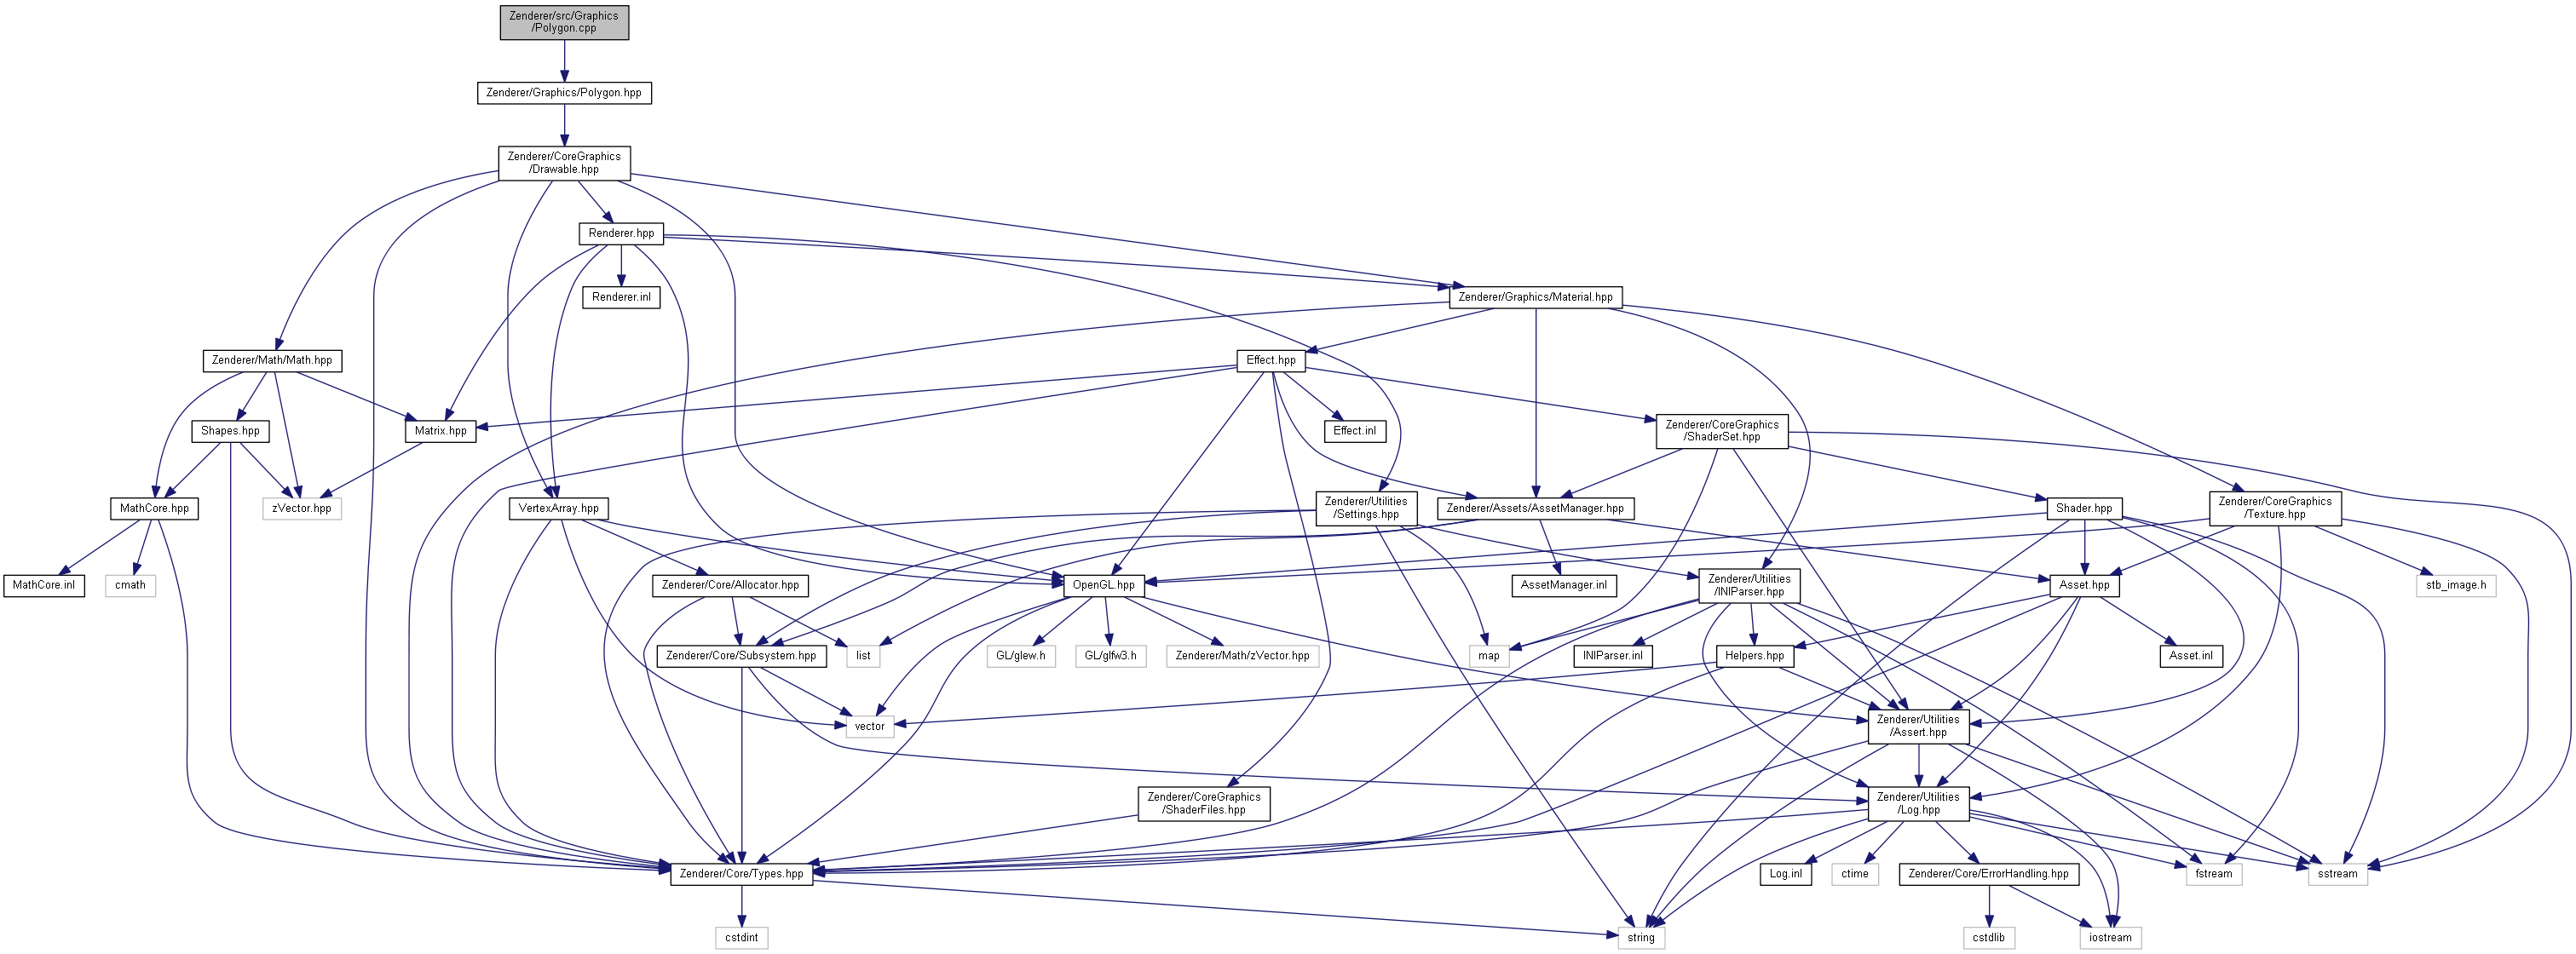 Zenderer/src/Graphics
/Polygon.cpp
Zenderer/Graphics/Polygon.hpp
Zenderer/CoreGraphics
/Drawable.hpp
Renderer.hpp
Renderer.inl
Zenderer/Graphics/Material.hpp
Zenderer/Math/Math.hpp
Effect.hpp
Shapes.hpp
Matrix.hpp
Effect.inl
Zenderer/CoreGraphics
/ShaderSet.hpp
MathCore.hpp
zVector.hpp
VertexArray.hpp
Zenderer/Utilities
/Settings.hpp
Zenderer/Assets/AssetManager.hpp
Shader.hpp
Zenderer/CoreGraphics
/Texture.hpp
MathCore.inl
cmath
Zenderer/Core/Allocator.hpp
OpenGL.hpp
AssetManager.inl
Zenderer/Utilities
/INIParser.hpp
Asset.hpp
stb_image.h
Zenderer/Core/Subsystem.hpp
list
GL/glew.h
GL/glfw3.h
Zenderer/Math/zVector.hpp
map
INIParser.inl
Helpers.hpp
Asset.inl
vector
Zenderer/Utilities
/Assert.hpp
Zenderer/CoreGraphics
/ShaderFiles.hpp
Zenderer/Utilities
/Log.hpp
Zenderer/Core/Types.hpp
Log.inl
ctime
Zenderer/Core/ErrorHandling.hpp
fstream
sstream
cstdint
string
cstdlib
iostream